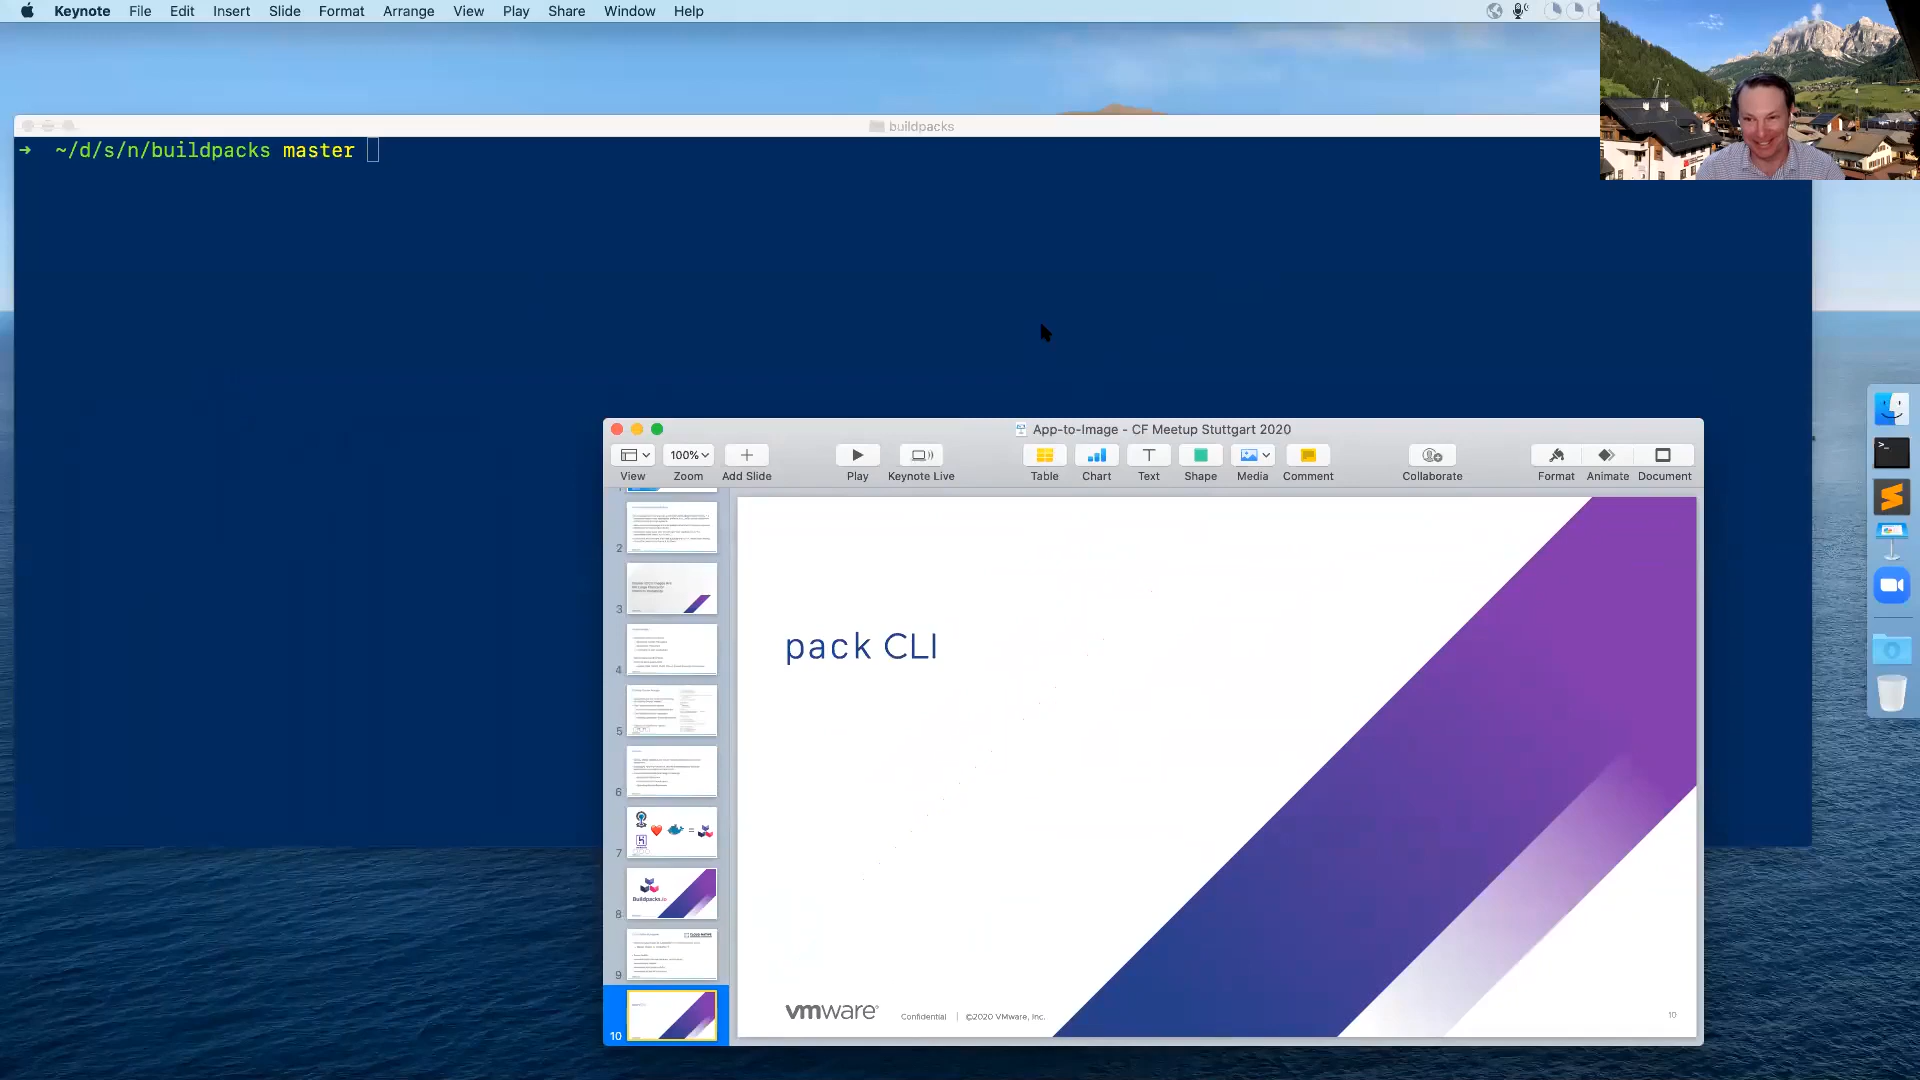 Keynote File Edit Insert Slide Format Arrange View Play Share Window Help
buildpacks
→ ~/d/s/n/buildpacks master
App-to-Image - CF Meetup Stuttgart 2020
100%
View Zoom Add Slide Play Keynote Live Table Chart Text Shape Media Comment Collaborate Format Animate Document
2
3
4
5
6
7
8
Buildpacks.io
9
10
pack CLI
vmware® Confidential | ©2020 VMware, Inc. 10